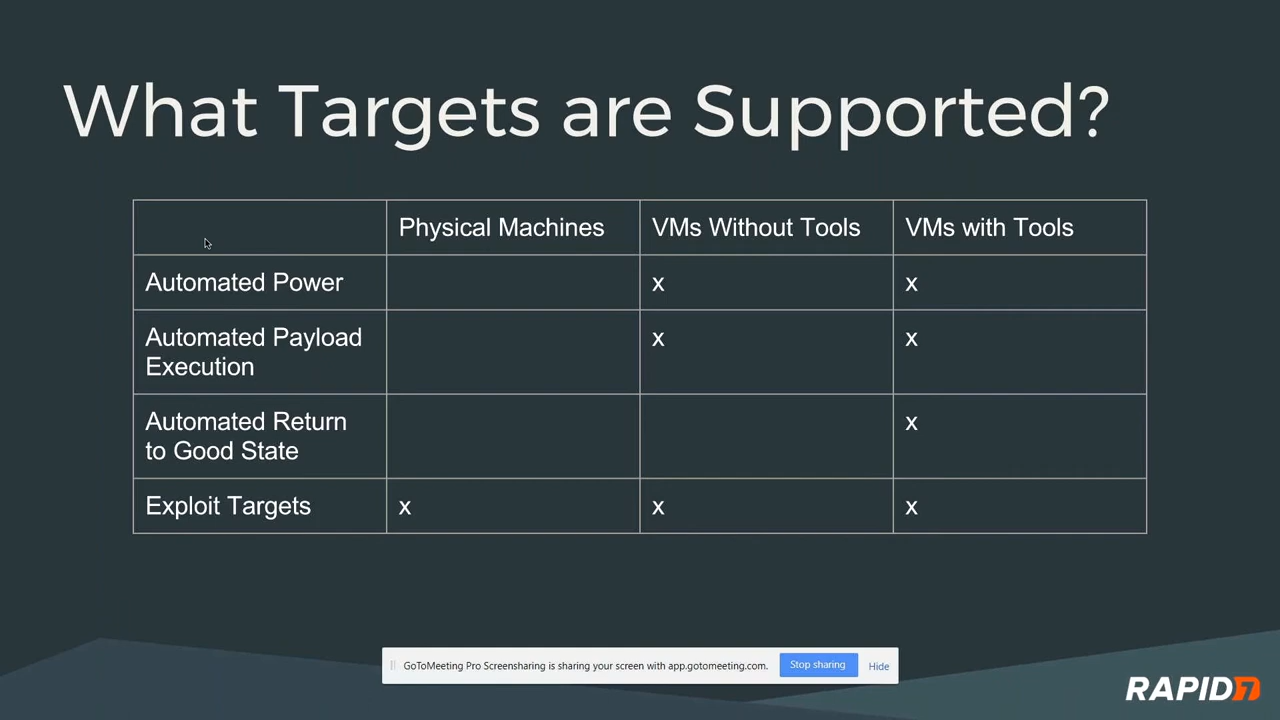 What Targets are Supported?
Physical Machines VMs Without Tools VMs with Tools
Automated Power x x
Automated Payload x x
Execution
Automated Return x
to Good State
Exploit Targets x x x
GoToMeeting Pro Screensharing is sharing your screen with app.gotomeeting.com. Stop sharing Hide
RAPID7